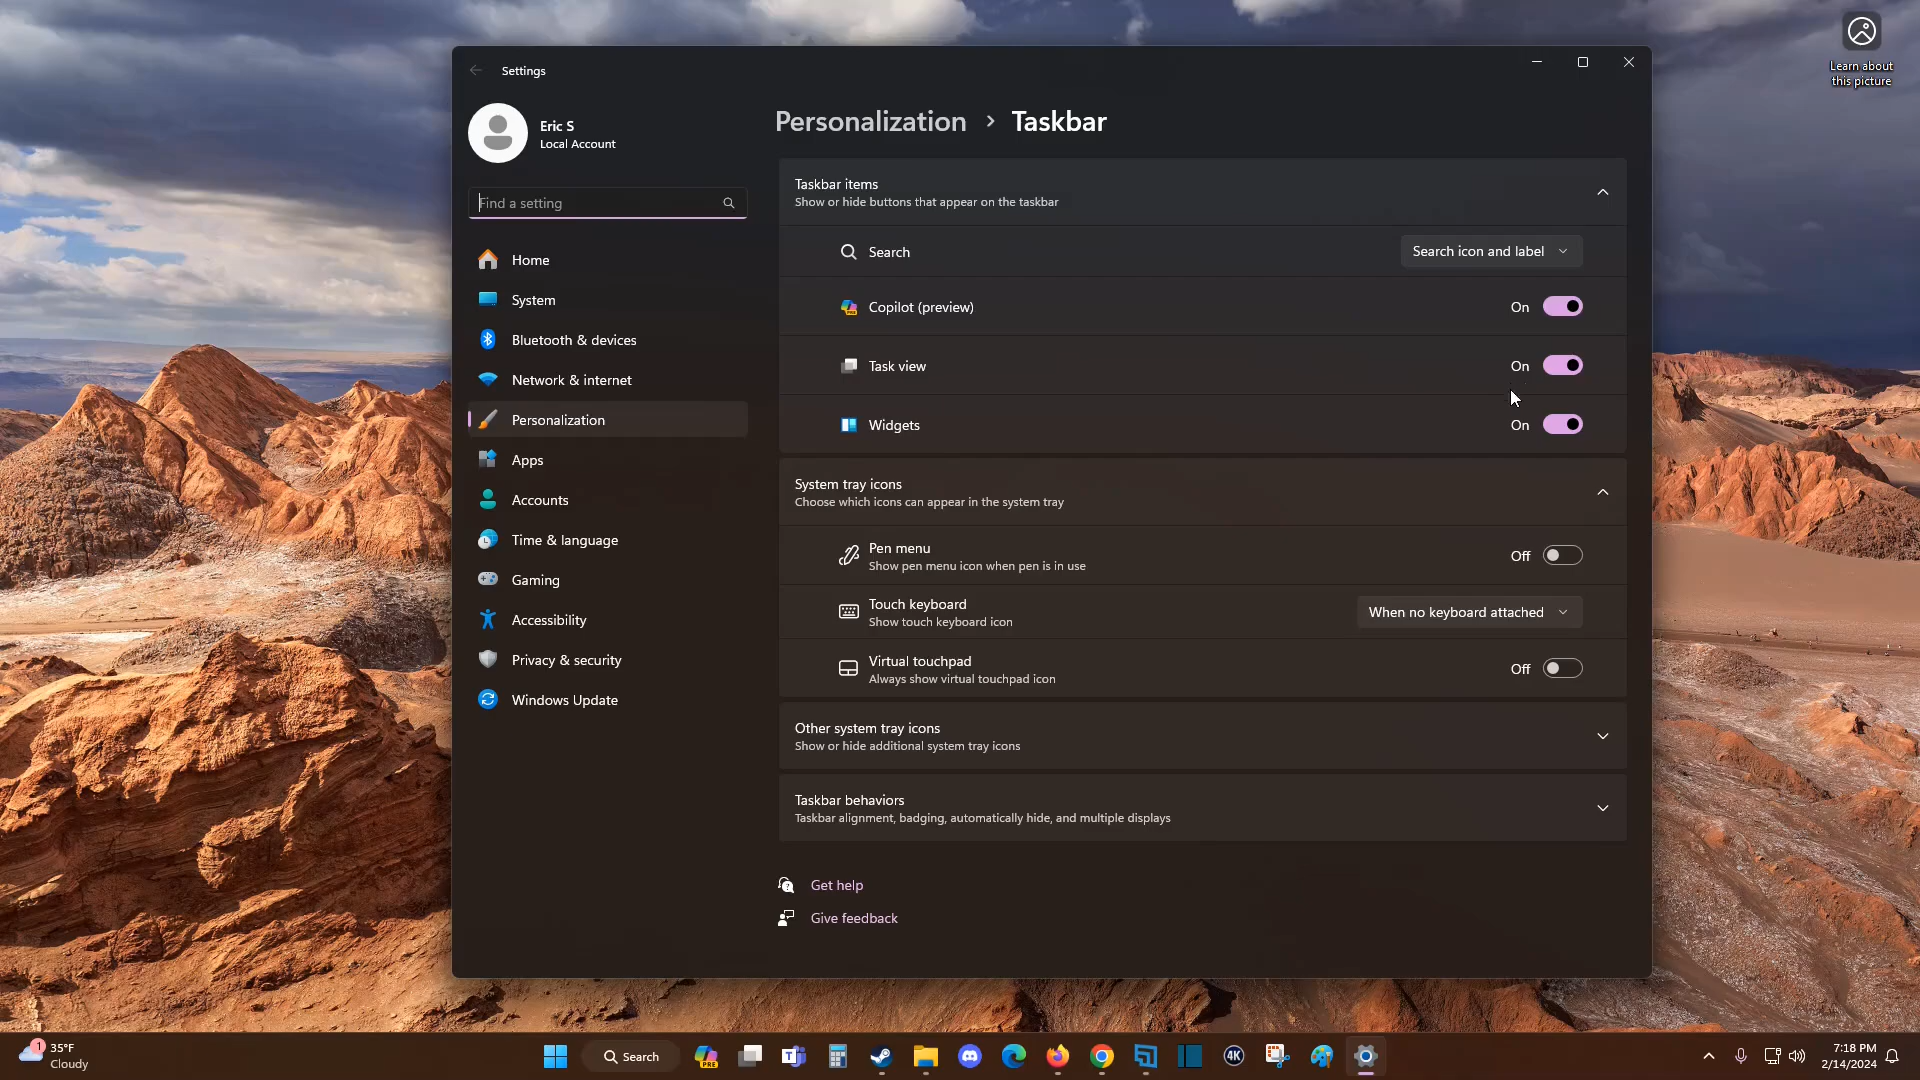 Learn about
this picture
Settings
Eric S
Local Account
Find a setting
Home
System
Bluetooth & devices
Network & internet
Personalization
Apps
Accounts
Time & language
Gaming
Accessibility
Privacy & security
Windows Update
Personalization > Taskbar
Taskbar items
Show or hide buttons that appear on the taskbar
Search Search icon and label
Copilot (preview) On
Task view On
Widgets On
System tray icons
Choose which icons can appear in the system tray
Pen menu
Show pen menu icon when pen is in use
Off
Touch keyboard
Show touch keyboard icon
When no keyboard attached
Virtual touchpad
Always show virtual touchpad icon
Off
Other system tray icons
Show or hide additional system tray icons
Taskbar behaviors
Taskbar alignment, badging, automatically hide, and multiple displays
Get help
Give feedback
1
35°F
Cloudy
Search
PRE
4K
7:18 PM
2/14/2024